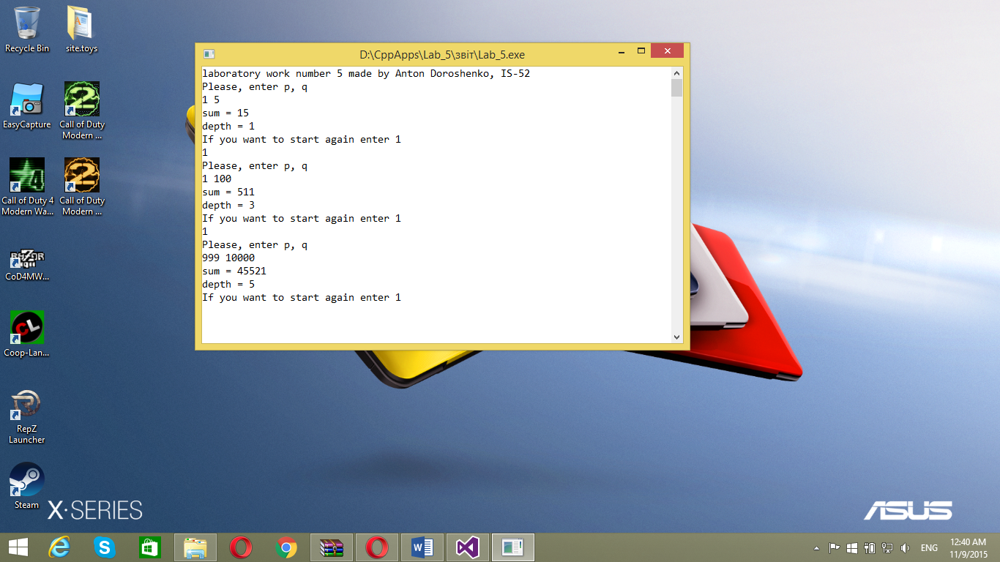 Recycle Bin
site.toys
EasyCapture
Call of Duty
Modern ...
Call of Duty 4
Modern Wa...
Call of Duty
Modern ...
CoD4MW...
Coop-Lan...
RepZ
Launcher
Steam
X·SERIES
D:\CppApps\Lab_5\звіт\Lab_5.exe
laboratory work number 5 made by Anton Doroshenko, IS-52
Please, enter p, q
1 5
sum = 15
depth = 1
If you want to start again enter 1
1
Please, enter p, q
1 100
sum = 511
depth = 3
If you want to start again enter 1
1
Please, enter p, q
999 10000
sum = 45521
depth = 5
If you want to start again enter 1
ASUS
ENG
12:40 AM
11/9/2015